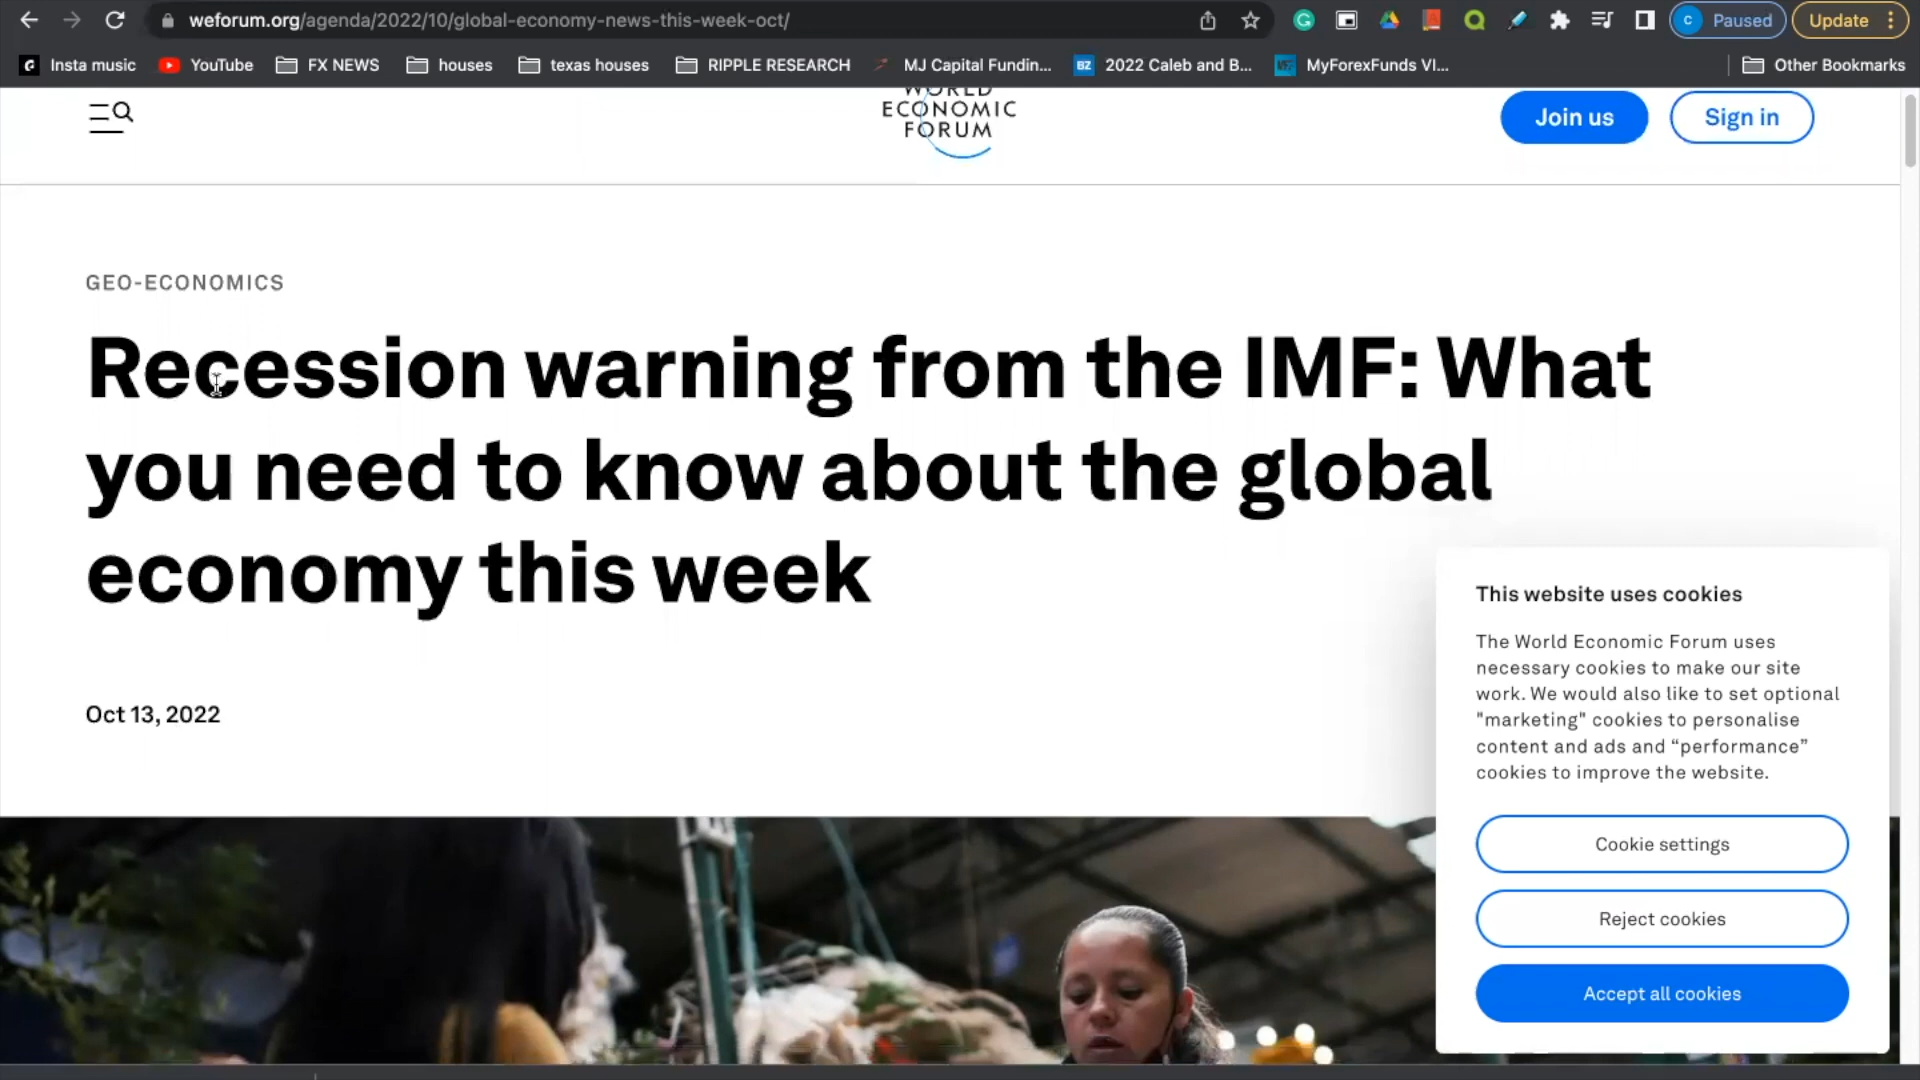 weforum.org/agenda/2022/10/global-economy-news-this-week-oct/
C Paused Update
Insta music YouTube FX NEWS houses texas houses RIPPLE RESEARCH MJ Capital Fundin... BZ 2022 Caleb and B... MyForexFunds VI... Other Bookmarks
WORLD
ECONOMIC
FORUM
Join us Sign in
GEO-ECONOMICS
Recession warning from the IMF: What
you need to know about the global
economy this week
Oct 13, 2022
This website uses cookies
The World Economic Forum uses
necessary cookies to make our site
work. We would also like to set optional
"marketing" cookies to personalise
content and ads and “performance”
cookies to improve the website.
Cookie settings
Reject cookies
Accept all cookies